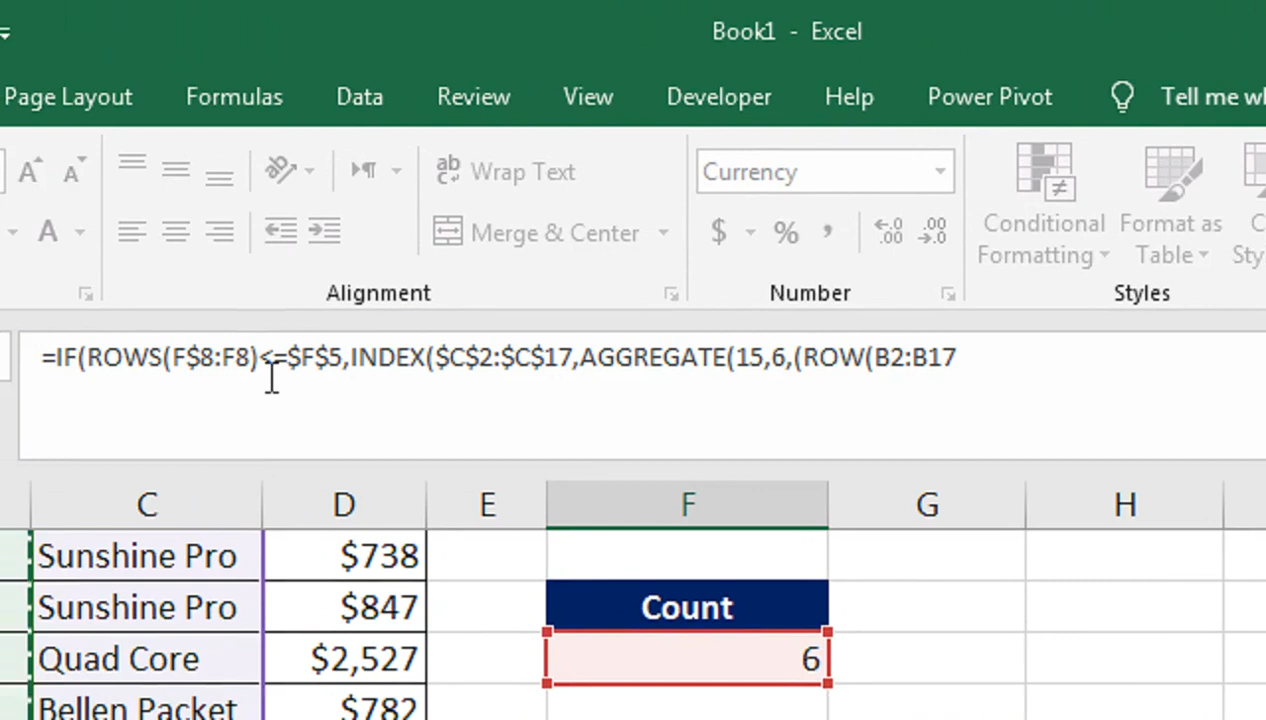 Book1 - Excel
Page Layout Formulas Data Review View Developer Help Power Pivot Tell me
A A ab Wrap Text Currency
A Merge & Center $ % , Conditional Formatting Format as Table
Alignment Number Styles
=IF(ROWS(F$8:F8)<=$F$5,INDEX($C$2:$C$17,AGGREGATE(15,6,(ROW(B2:B17
C D E F G H
Sunshine Pro $738
Sunshine Pro $847 Count
Quad Core $2,527 6
Bellen Packet $782